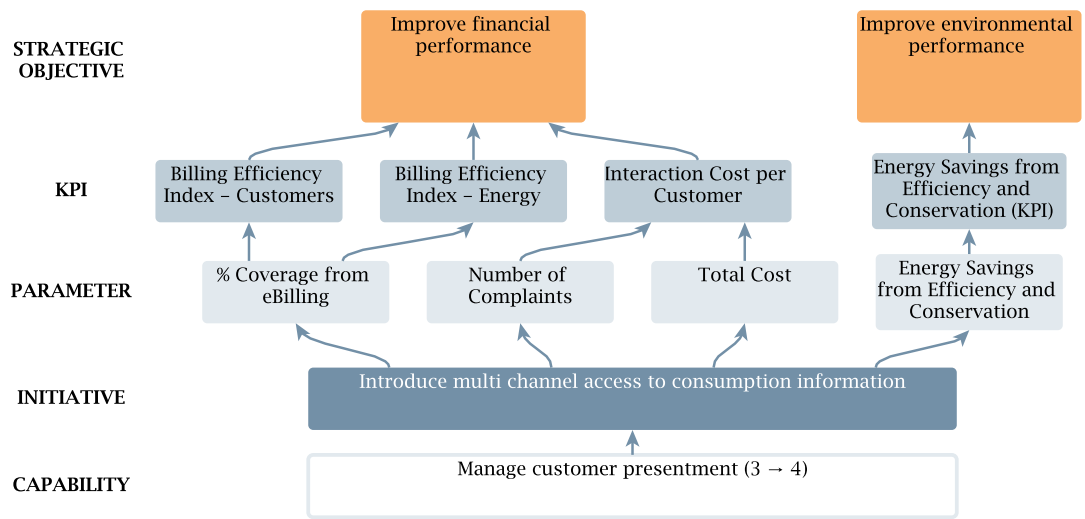 STRATEGIC
OBJECTIVE
Improve financial
performance
Improve environmental
performance
KPI
Billing Efficiency
Index – Customers
Billing Efficiency
Index – Energy
Interaction Cost per
Customer
Energy Savings from
Efficiency and
Conservation (KPI)
PARAMETER
% Coverage from
eBilling
Number of
Complaints
Total Cost
Energy Savings
from Efficiency and
Conservation
INITIATIVE
Introduce multi channel access to consumption information
CAPABILITY
Manage customer presentment (3 → 4)